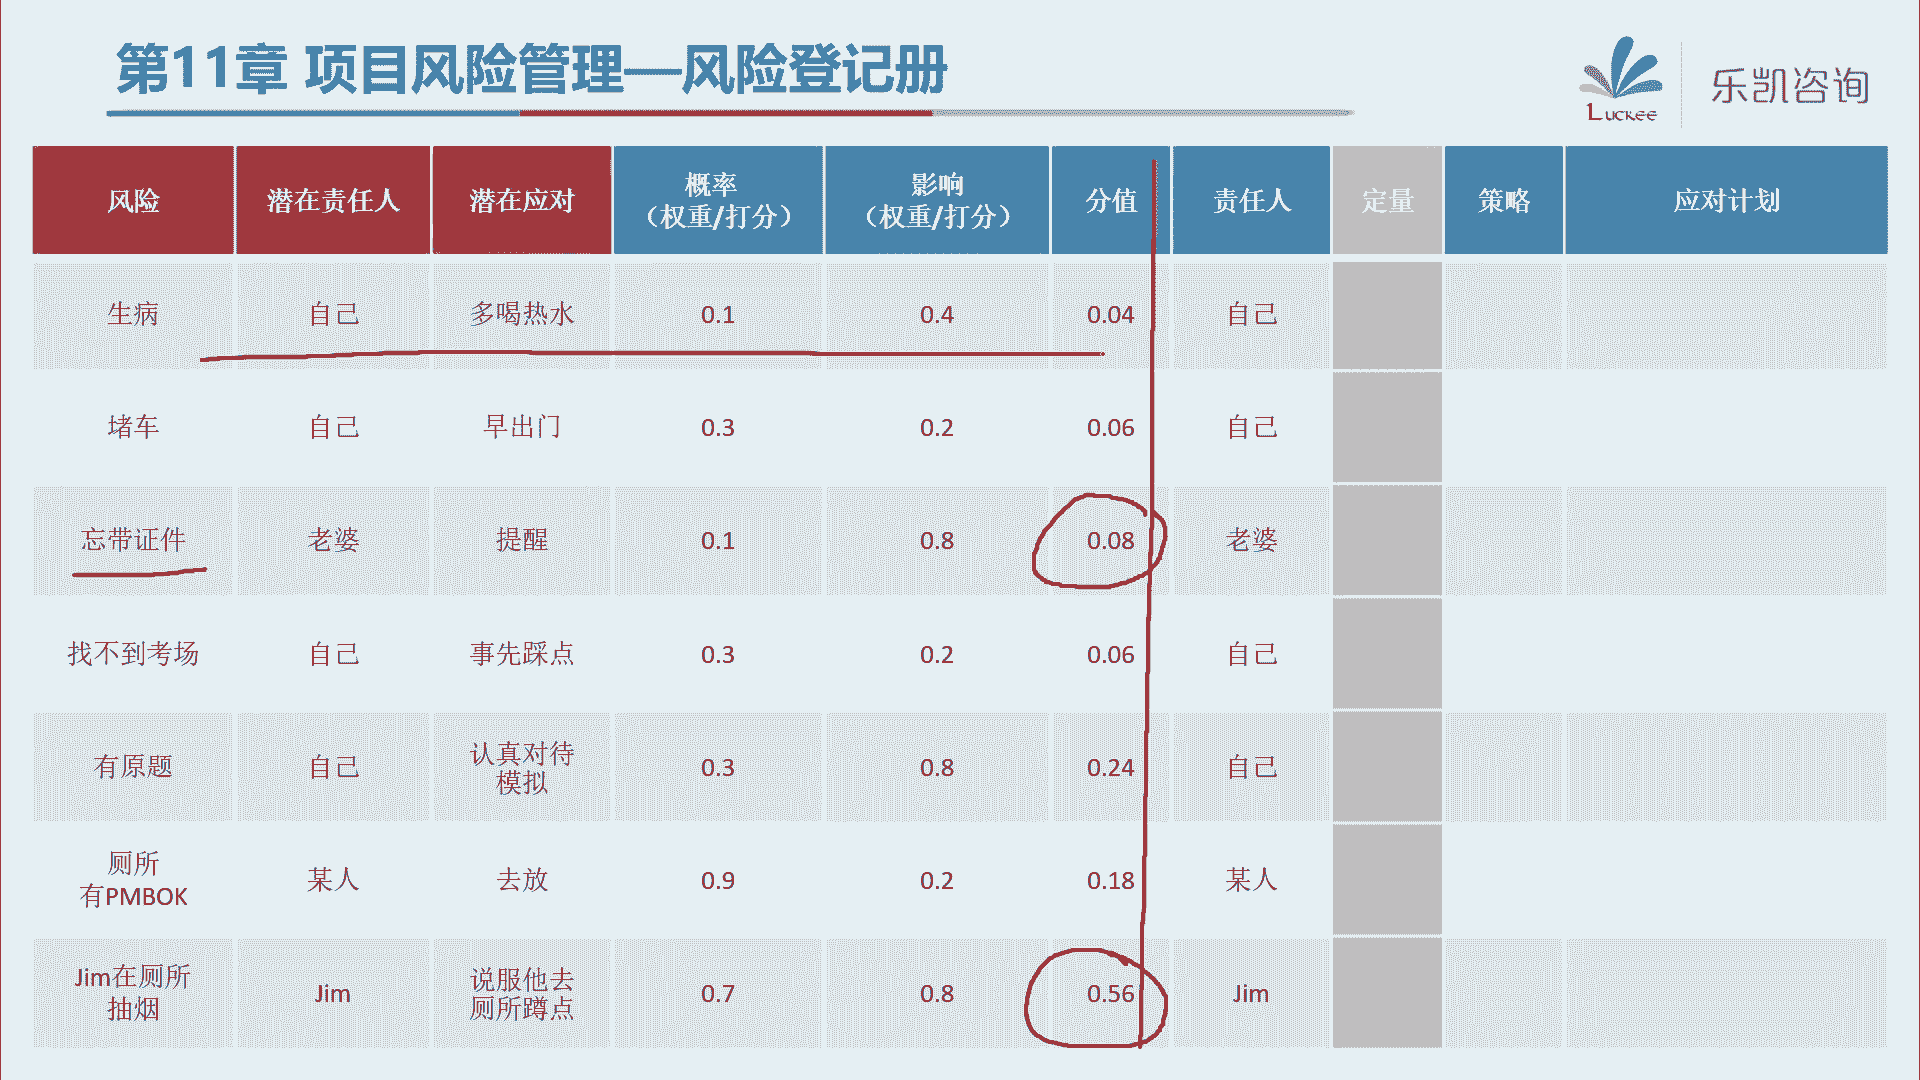 第11章 项目风险管理—风险登记册
Luckee
乐凯咨询
风险 潜在责任人 潜在应对 概率 影响 分值 责任人 定量 策略 应对计划
（权重/打分） （权重/打分）
生病 自己 多喝热水 0.1 0.4 0.04 自己
堵车 自己 早出门 0.3 0.2 0.06 自己
忘带证件 老婆 提醒 0.1 0.8 0.08 老婆
找不到考场 自己 事先踩点 0.3 0.2 0.06 自己
有原题 自己 认真对待 0.3 0.8 0.24 自己
模拟
厕所 某人 去放 0.9 0.2 0.18 某人
有PMBOK
Jim在厕所 Jim 说服他去 0.7 0.8 0.56 Jim
抽烟 厕所蹲点